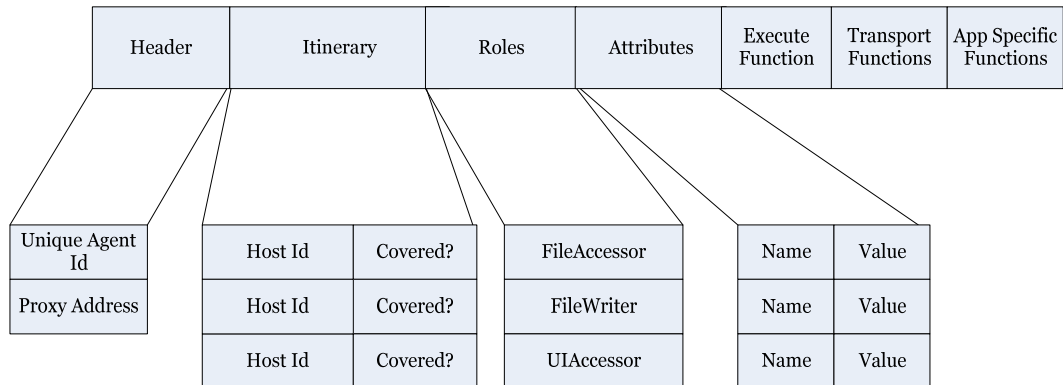 Header
Itinerary
Roles
Attributes
Execute
Function
Transport
Functions
App Specific
Functions
Unique Agent
Id
Proxy Address
Host Id Covered?
Host Id Covered?
Host Id Covered?
FileAccessor
FileWriter
UIAccessor
Name Value
Name Value
Name Value